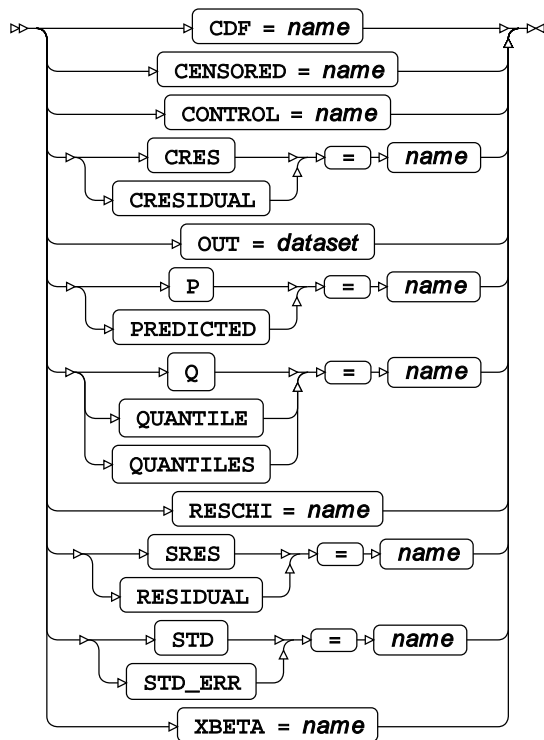 CDF = name
CENSORED = name
CONTROL = name
CRES = name
CRESIDUAL
OUT = dataset
P = name
PREDICTED
Q = name
QUANTILE
QUANTILES
RESCHI = name
SRES = name
RESIDUAL
STD = name
STD_ERR
XBETA = name